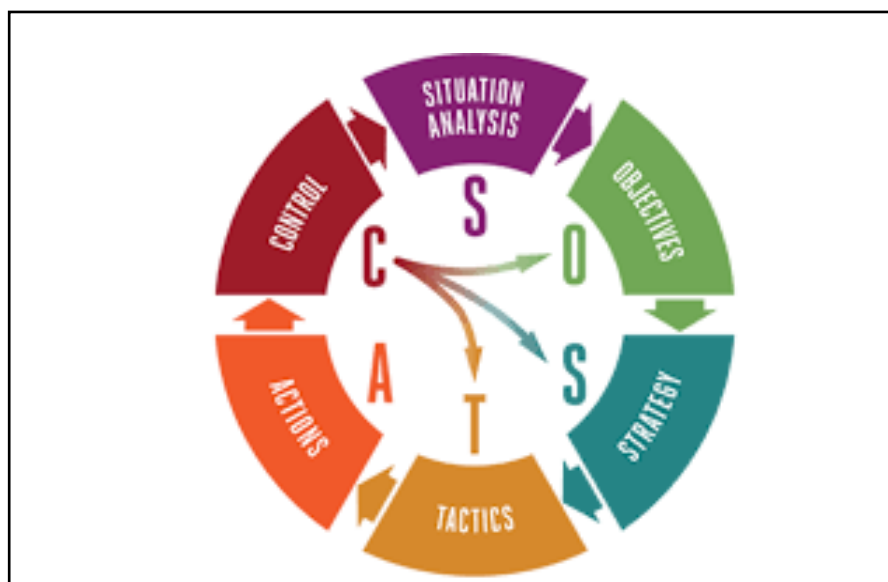 SITUATION
ANALYSIS
OBJECTIVES
STRATEGY
TACTICS
ACTIONS
CONTROL
S
O
S
T
A
C